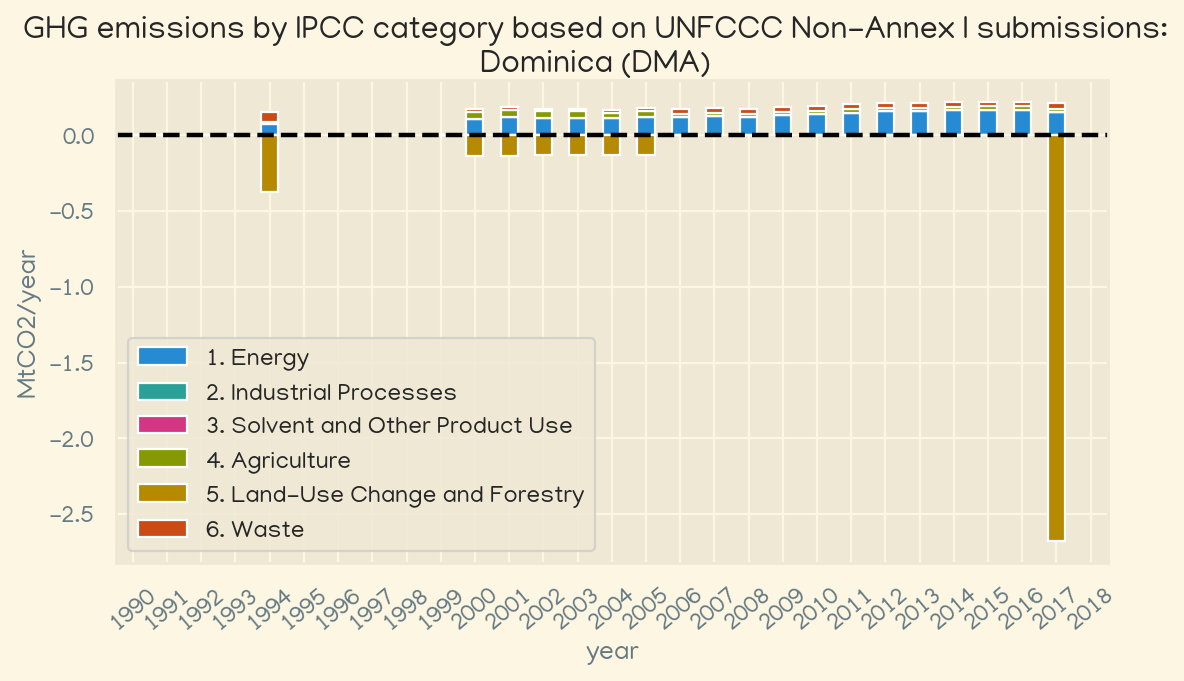 GHG emissions by IPCC category based on UNFCCC Non-Annex I submissions:
Dominica (DMA)
MtCO2/year
0.0
-0.5
-1.0
-1.5
-2.0
-2.5
1. Energy
2. Industrial Processes
3. Solvent and Other Product Use
4. Agriculture
5. Land-Use Change and Forestry
6. Waste
1990 1991 1992 1993 1994 1995 1996 1997 1998 1999 2000 2001 2002 2003 2004 2005 2006 2007 2008 2009 2010 2011 2012 2013 2014 2015 2016 2017 2018
year